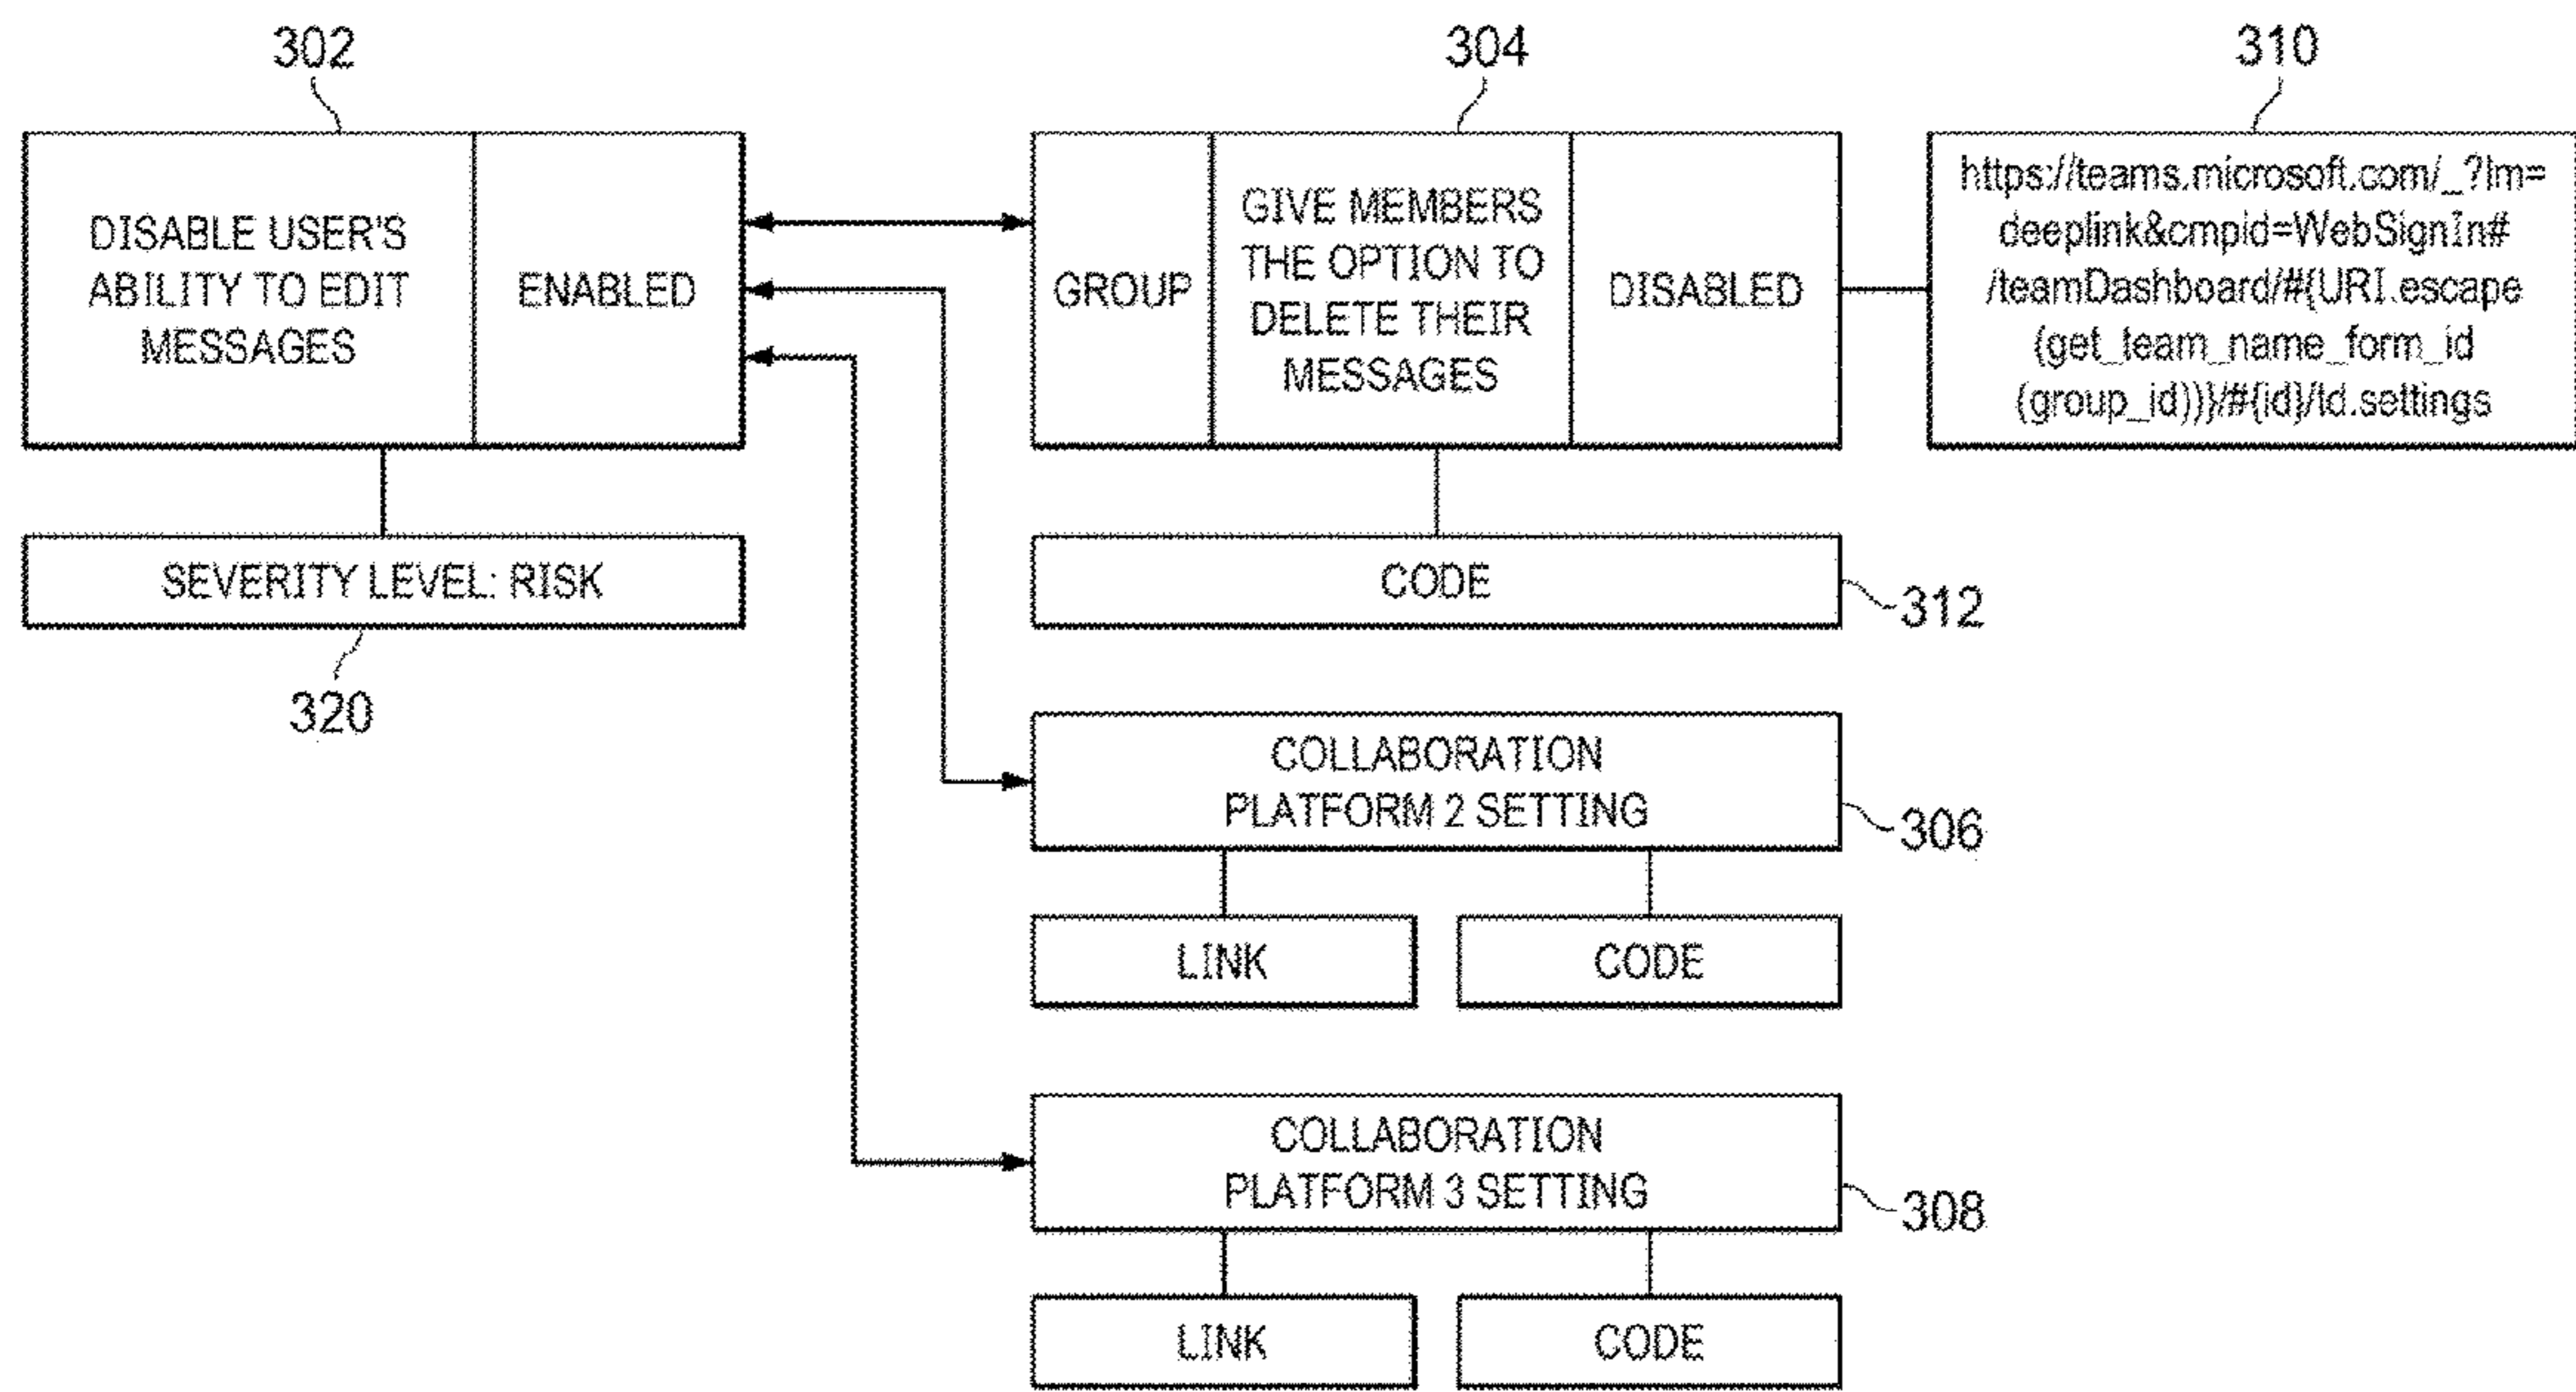 302
304
310
DISABLE USER'S
ABILITY TO EDIT
MESSAGES
ENABLED
GROUP
GIVE MEMBERS
THE OPTION TO
DELETE THEIR
MESSAGES
DISABLED
https://teams.microsoft.com/_?lm=
deeplink&cmpid=WebSignIn#
/teamDashboard/#{URI.escape
(get_team_name_form_id
(group_id))}/#{id}/td.settings
SEVERITY LEVEL: RISK
320
CODE
312
COLLABORATION
PLATFORM 2 SETTING
306
LINK
CODE
COLLABORATION
PLATFORM 3 SETTING
308
LINK
CODE